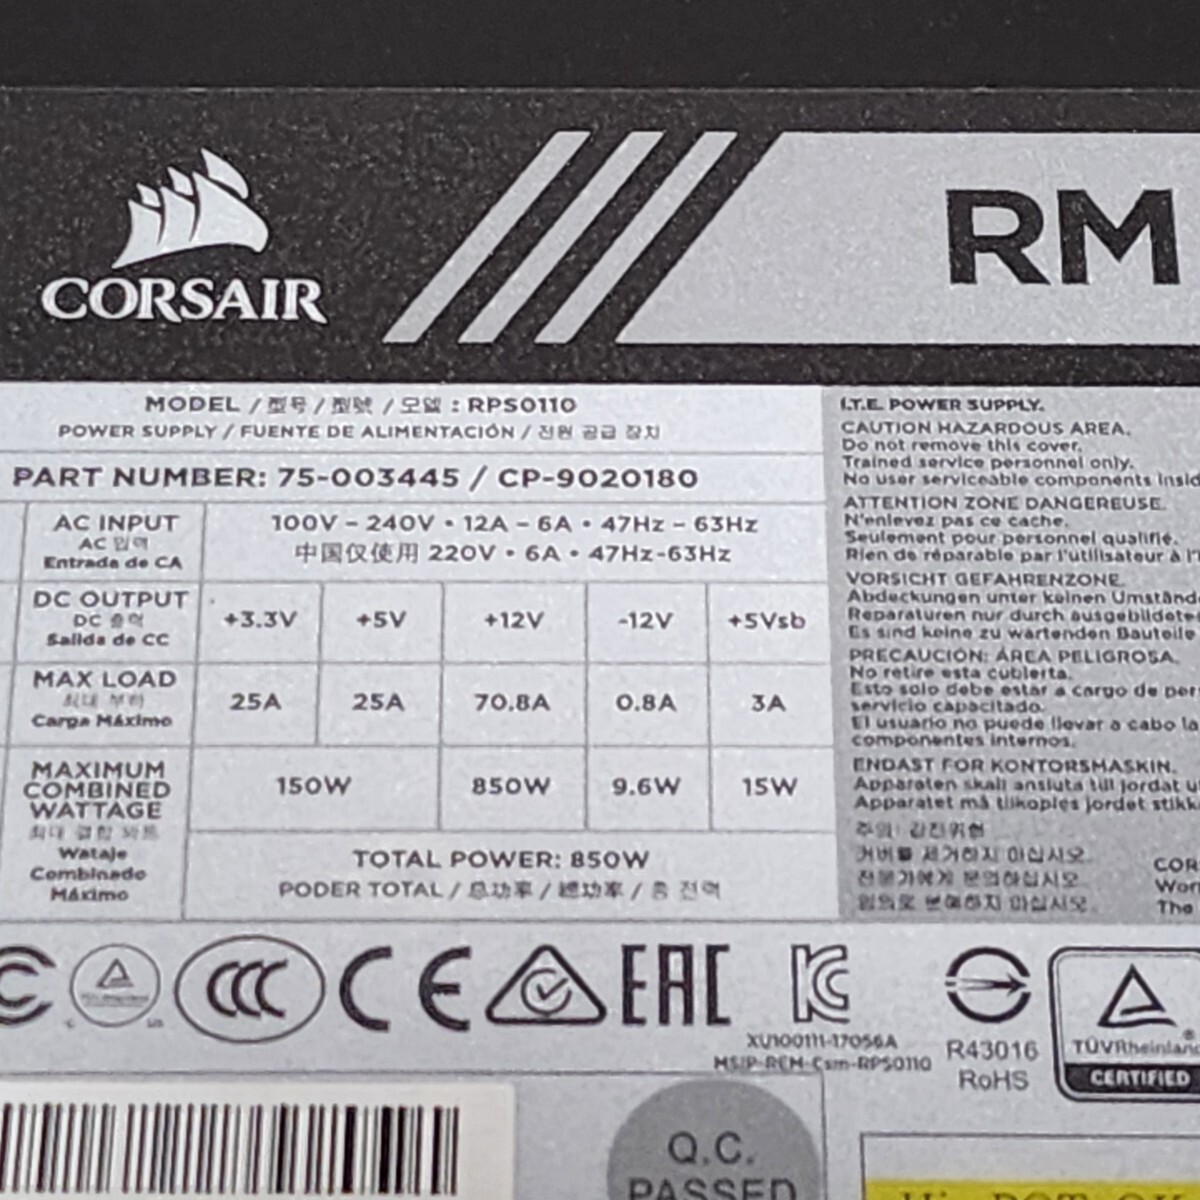 CORSAIR
RM
MODEL / 型号 / 型號 / 모델 : RPS0110
POWER SUPPLY / FUENTE DE ALIMENTACIÓN / 전원 공급 장치
PART NUMBER: 75-003445 / CP-9020180
AC INPUT
AC 입력
Entrada de CA
100V – 240V • 12A – 6A • 47Hz – 63Hz
中国仅使用 220V • 6A • 47Hz-63Hz
DC OUTPUT
DC 출력
Salida de CC
+3.3V +5V +12V -12V +5Vsb
MAX LOAD
최대 부하
Carga Máximo
25A 25A 70.8A 0.8A 3A
MAXIMUM
COMBINED
WATTAGE
최대 결합 와트
Wataje
Combinado
Máximo
150W 850W 9.6W 15W
TOTAL POWER: 850W
PODER TOTAL / 总功率 / 總功率 / 총 전력
I.T.E. POWER SUPPLY.
CAUTION HAZARDOUS AREA.
Do not remove this cover.
Trained service personnel only.
No user serviceable components insid
ATTENTION ZONE DANGEREUSE.
N'enlevez pas ce cache.
Seulement pour personnel qualifié.
Rien de réparable par l'utilisateur à l'i
VORSICHT GEFAHRENZONE
Abdeckungen unter keinen Umständ
Reparaturen nur durch ausgebildete
Es sind keine zu wartenden Bauteile
PRECAUCIÓN: ÁREA PELIGROSA.
No retire esta cubierta.
Esto solo debe estar a cargo de per
servicio capacitado.
El usuario no puede llevar a cabo la
componentes internos.
ENDAST FOR KONTORSMASKIN.
Apparaten skall ansluta till jordat u
Apparatet må tilkoples jordet stikk
주의: 감전위험
커버를 제거하지 마십시오.
전문가에게 문의하십시오.
임의로 분해하지 마십시오.
COR
Wor
The
CCC
CE
EAC
KC
XU100111-17056A
MSIP-REM-Csm-RPS0110
R43016
RoHS
TÜVRheinland
CERTIFIED
Q.C.
PASSED